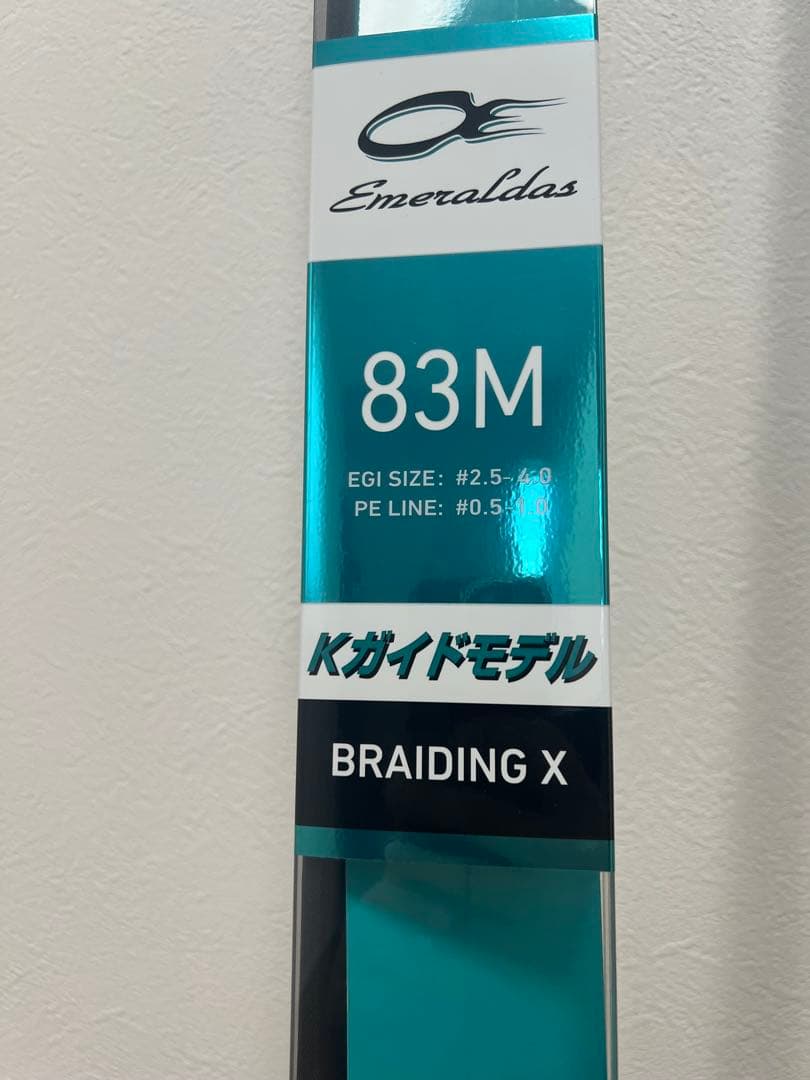 Emeraldas
83M
EGI SIZE: #2.5-4.0
PE LINE: #0.5-1.0
Kガイドモデル
BRAIDING X